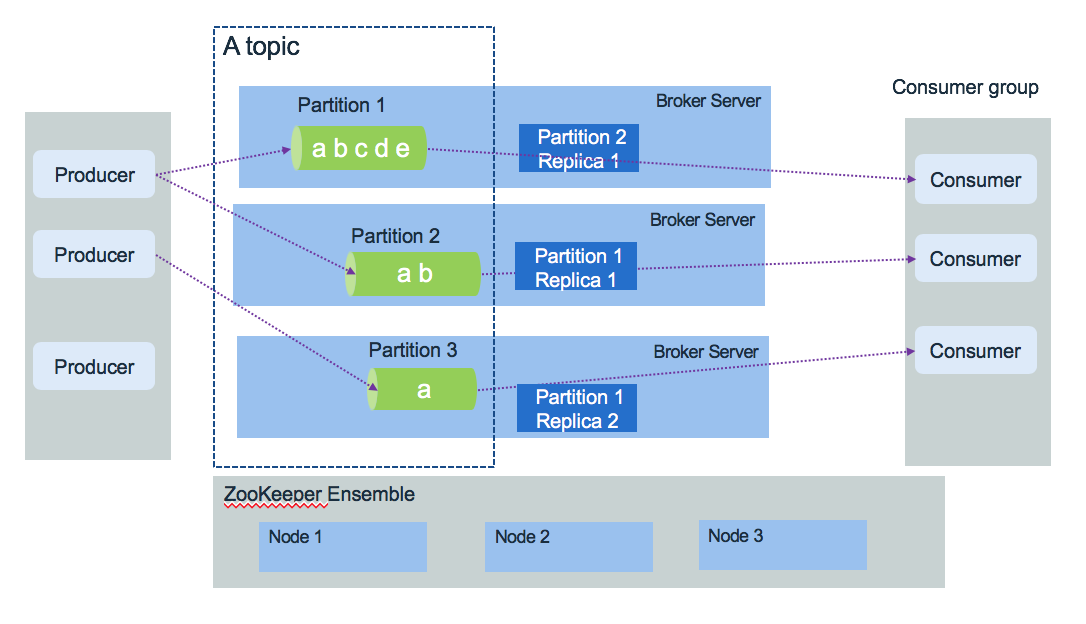 A topic
Partition 1
Broker Server
Consumer group
a b c d e
Partition 2
Replica 1
Producer
Consumer
Partition 2
Broker Server
Producer
a b
Partition 1
Replica 1
Consumer
Partition 3
Broker Server
Producer
a
Partition 1
Replica 2
Consumer
ZooKeeper Ensemble
Node 1
Node 2
Node 3